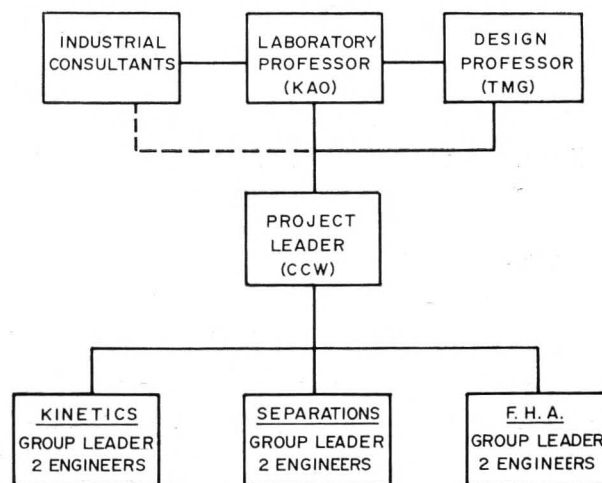 INDUSTRIAL
CONSULTANTS
LABORATORY
PROFESSOR
(KAO)
DESIGN
PROFESSOR
(TMG)
PROJECT
LEADER
(CCW)
KINETICS
GROUP LEADER
2 ENGINEERS
SEPARATIONS
GROUP LEADER
2 ENGINEERS
F. H. A.
GROUP LEADER
2 ENGINEERS